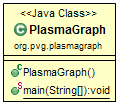 <<Java Class>>
PlasmaGraph
org.pvg.plasmagraph
PlasmaGraph()
main(String[]):void